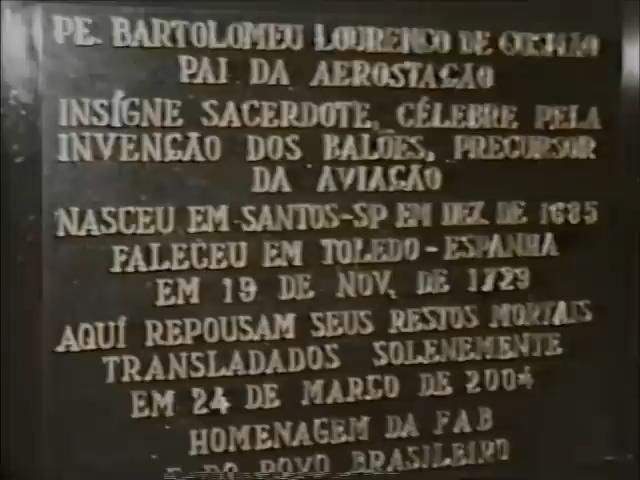 PE. BARTOLOMEU LOURENÇO DE GUSMÃO
PAI DA AEROSTAÇÃO
INSÍGNE SACERDOTE, CÉLEBRE PELA
INVENÇÃO DOS BALÕES, PRECURSOR
DA AVIAÇÃO
NASCEU EM SANTOS-SP EM DEZ. DE 1685
FALECEU EM TOLEDO - ESPANHA
EM 19 DE NOV. DE 1729
AQUÍ REPOUSAM SEUS RESTOS MORTAIS
TRANSLADADOS SOLENEMENTE
EM 24 DE MARÇO DE 2004
HOMENAGEM DA FAB
E DO POVO BRASILEIRO